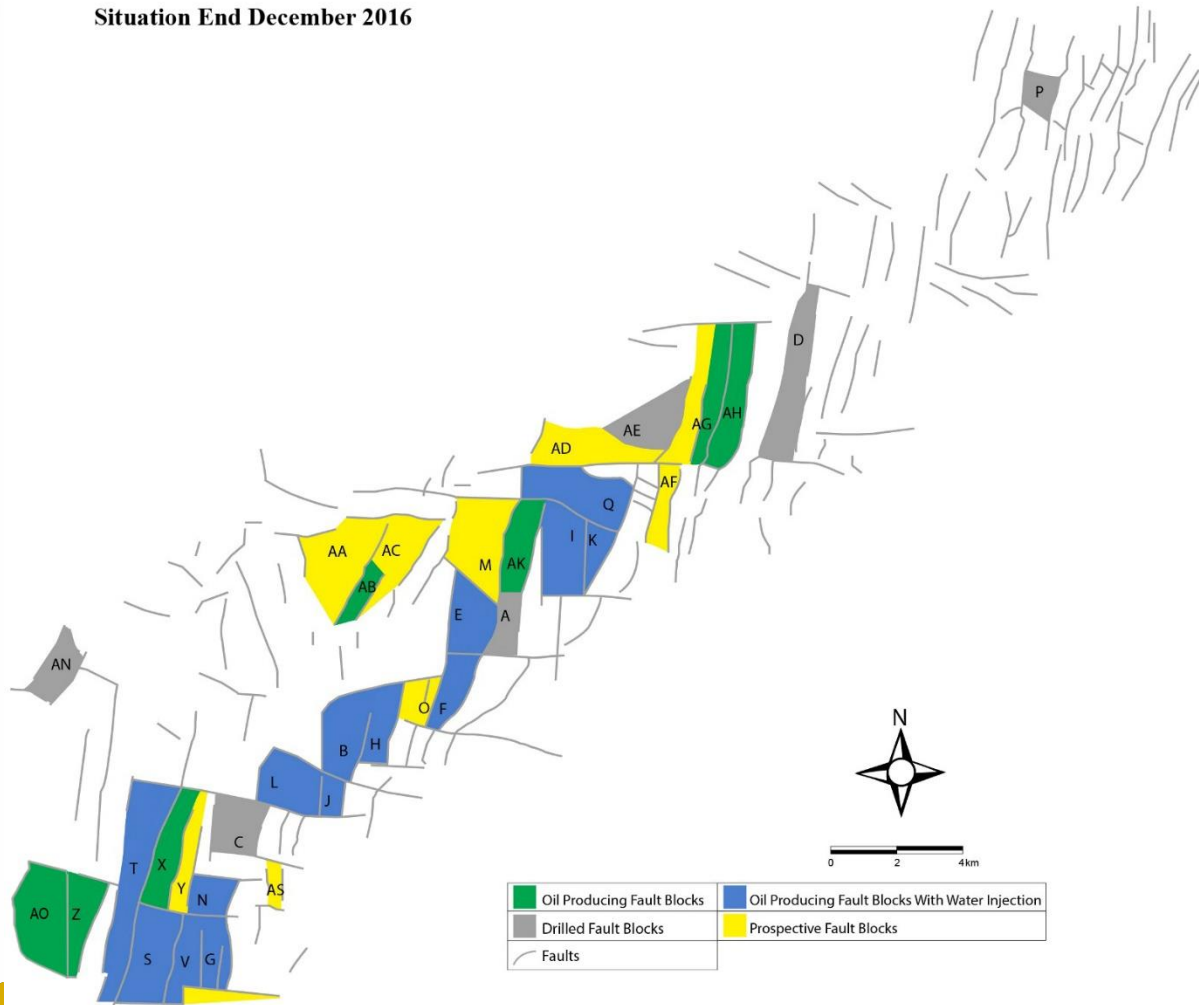 Situation End December 2016
P
D
AH
AG
AE
AD
AF
Q
I
K
AA
AC
AB
M
AK
E
A
AN
O
F
B
H
L
J
C
T
X
Y
N
AS
AO
Z
S
V
G
N
0 2 4km
Oil Producing Fault Blocks
Oil Producing Fault Blocks With Water Injection
Drilled Fault Blocks
Prospective Fault Blocks
Faults